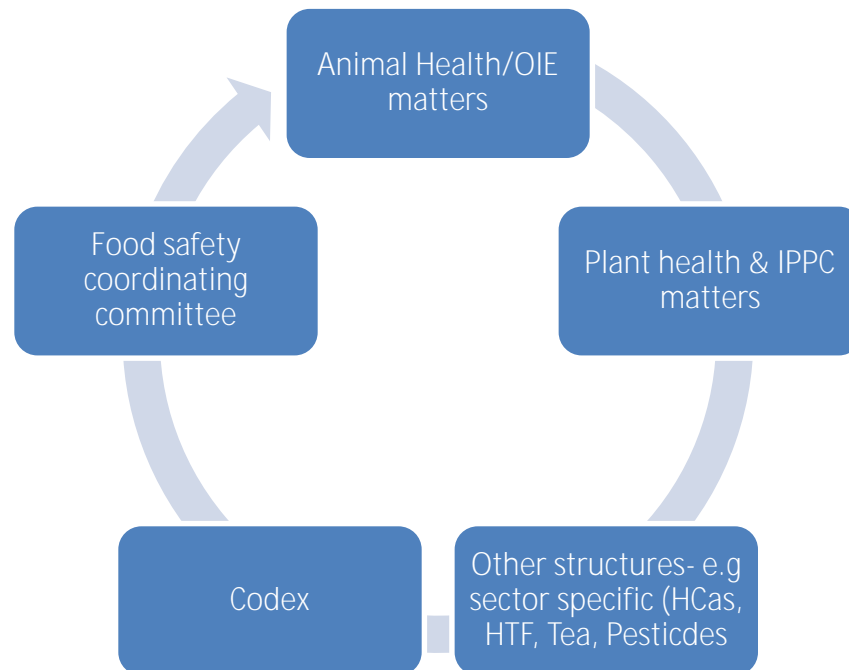 Animal Health/OIE
matters
Plant health & IPPC
matters
Other structures- e.g
sector specific (HCas,
HTF, Tea, Pesticdes
Codex
Food safety
coordinating
committee